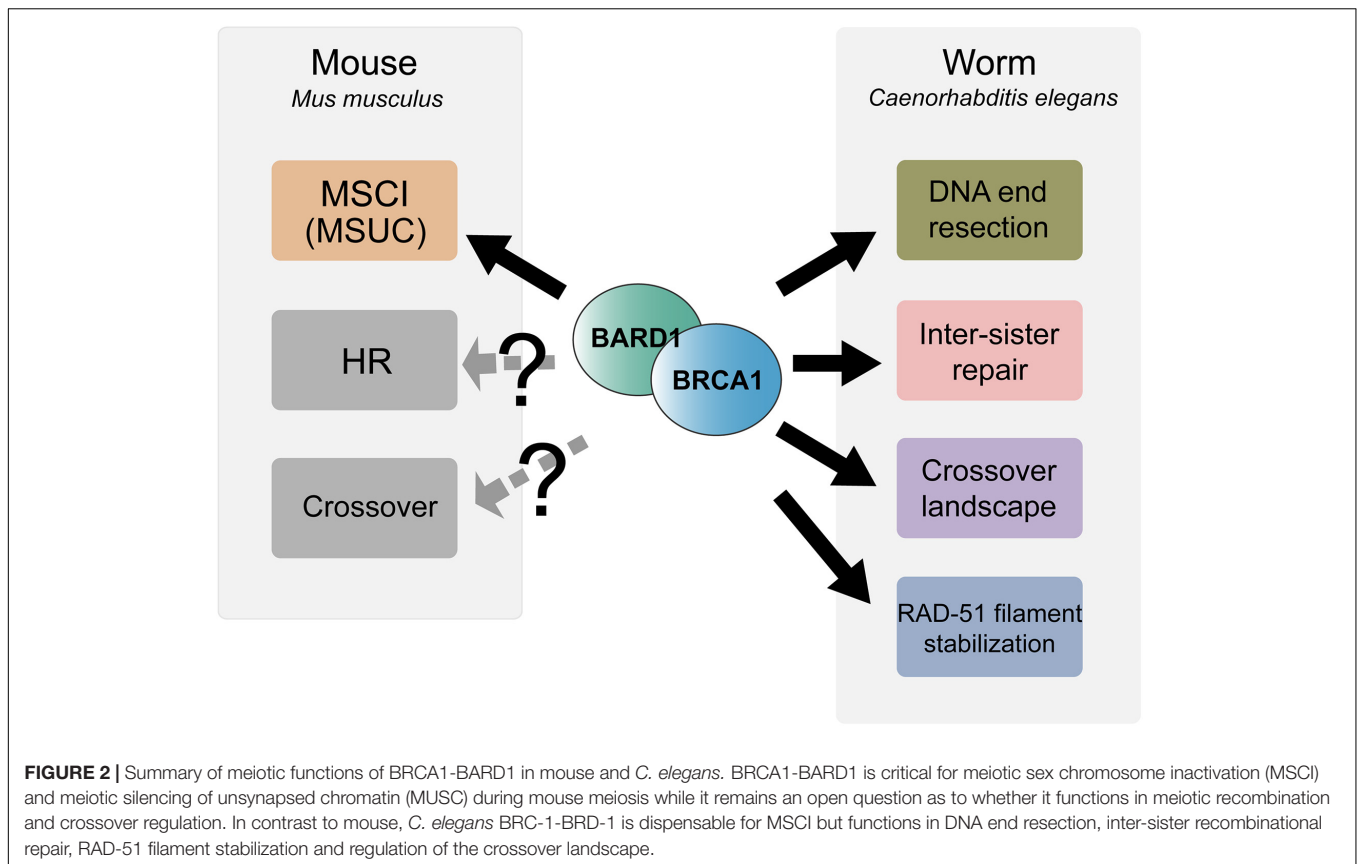 Mouse
Mus musculus
MSCI
(MSUC)
HR
?
Crossover
?
BARD1
BRCA1
Worm
Caenorhabditis elegans
DNA end
resection
Inter-sister
repair
Crossover
landscape
RAD-51 filament
stabilization
FIGURE 2 | Summary of meiotic functions of BRCA1-BARD1 in mouse and C. elegans. BRCA1-BARD1 is critical for meiotic sex chromosome inactivation (MSCI)
and meiotic silencing of unsynapsed chromatin (MUSC) during mouse meiosis while it remains an open question as to whether it functions in meiotic recombination
and crossover regulation. In contrast to mouse, C. elegans BRC-1-BRD-1 is dispensable for MSCI but functions in DNA end resection, inter-sister recombinational
repair, RAD-51 filament stabilization and regulation of the crossover landscape.